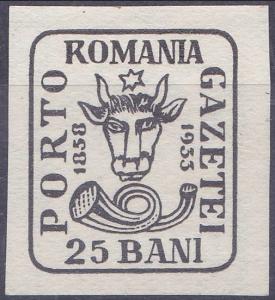 ROMANIA
PORTO
1858
1933
GAZETEI
25 BANI